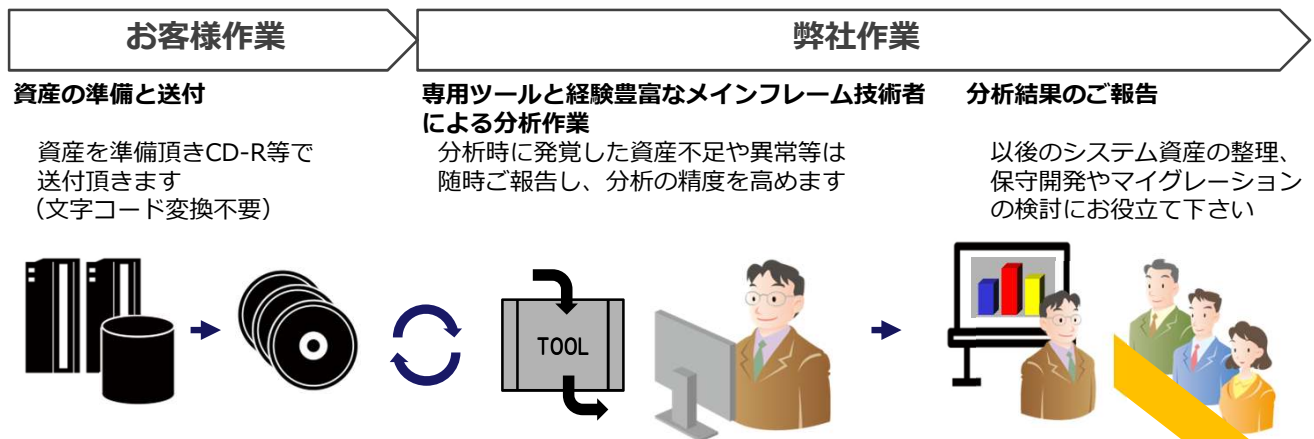 お客様作業
弊社作業
資産の準備と送付
資産を準備頂きCD-R等で
送付頂きます
(文字コード変換不要)
専用ツールと経験豊富なメインフレーム技術者
による分析作業
分析時に発覚した資産不足や異常等は
随時ご報告し、分析の精度を高めます
分析結果のご報告
以後のシステム資産の整理、
保守開発やマイグレーション
の検討にお役立て下さい
TOOL